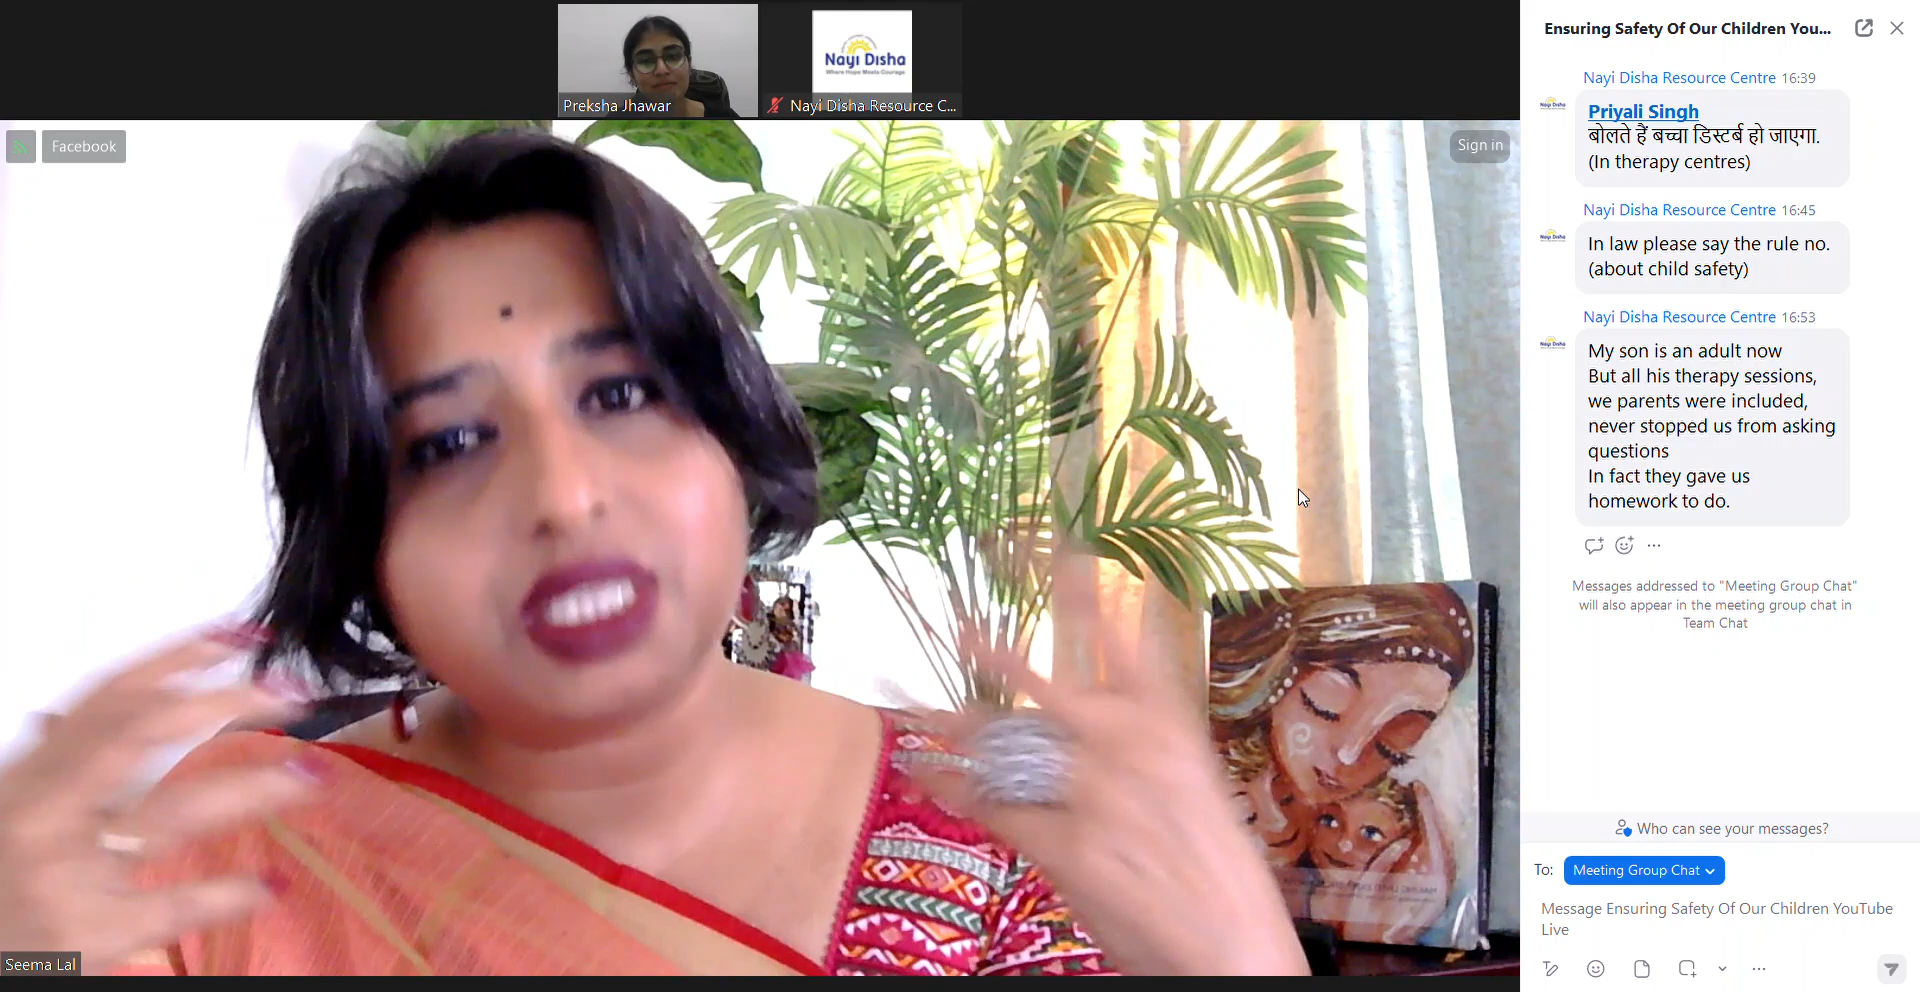 Preksha Jhawar
Nayi Disha
Where Hope Meets Courage
Nayi Disha Resource C...
Facebook
Sign in
Seema Lal
Ensuring Safety Of Our Children You...
Nayi Disha Resource Centre 16:39
Priyali Singh
बोलते हैं बच्चा डिस्टर्ब हो जाएगा.
(In therapy centres)
Nayi Disha Resource Centre 16:45
In law please say the rule no.
(about child safety)
Nayi Disha Resource Centre 16:53
My son is an adult now
But all his therapy sessions,
we parents were included,
never stopped us from asking
questions
In fact they gave us
homework to do.
Messages addressed to "Meeting Group Chat"
will also appear in the meeting group chat in
Team Chat
Who can see your messages?
To: Meeting Group Chat
Message Ensuring Safety Of Our Children YouTube
Live